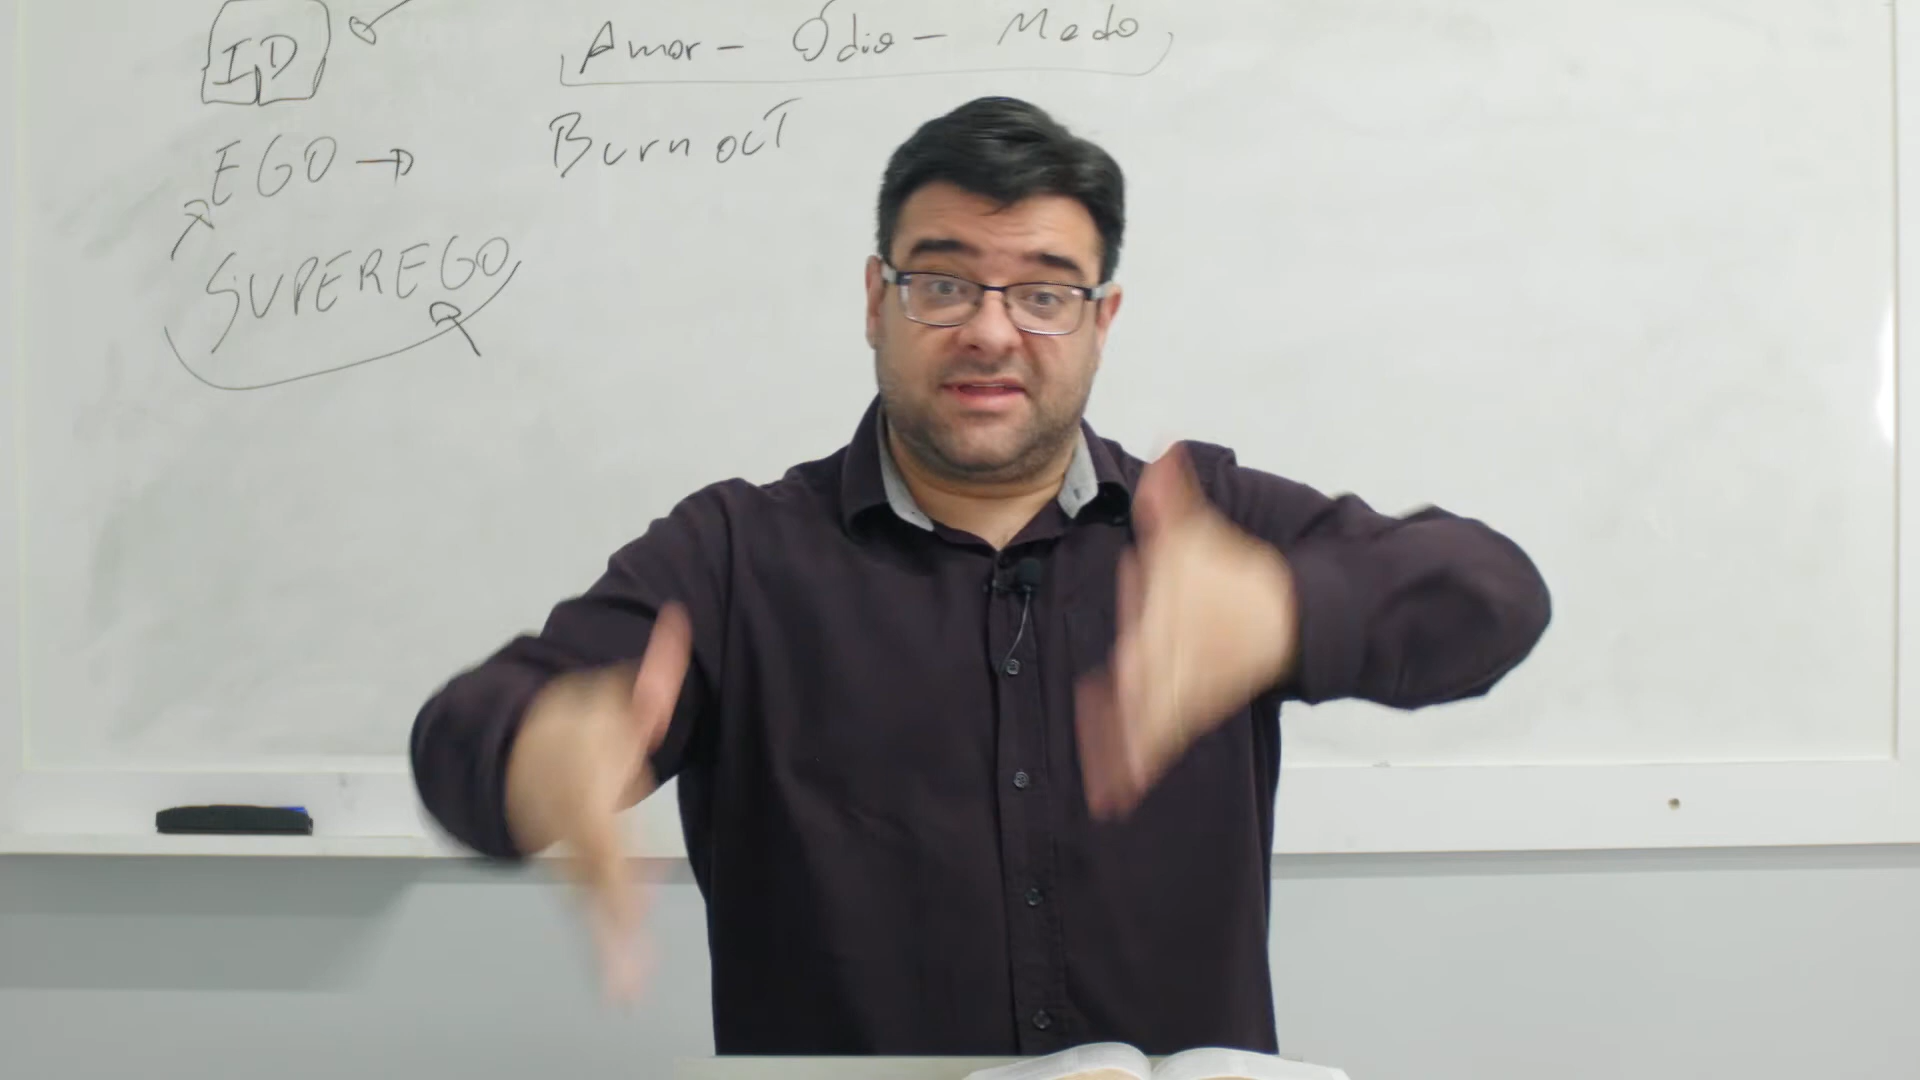 ID
EGO →
SUPEREGO
Amor - Ódio - Medo
Burnout